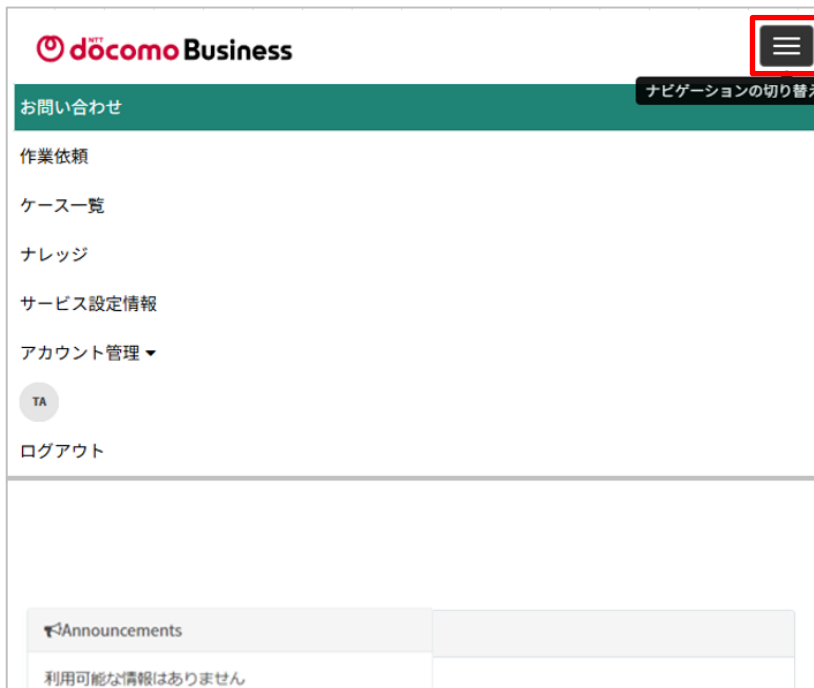 NTT
döcomo Business
ナビゲーションの切り替え
お問い合わせ
作業依頼
ケース一覧
ナレッジ
サービス設定情報
アカウント管理
TA
ログアウト
Announcements
利用可能な情報はありません